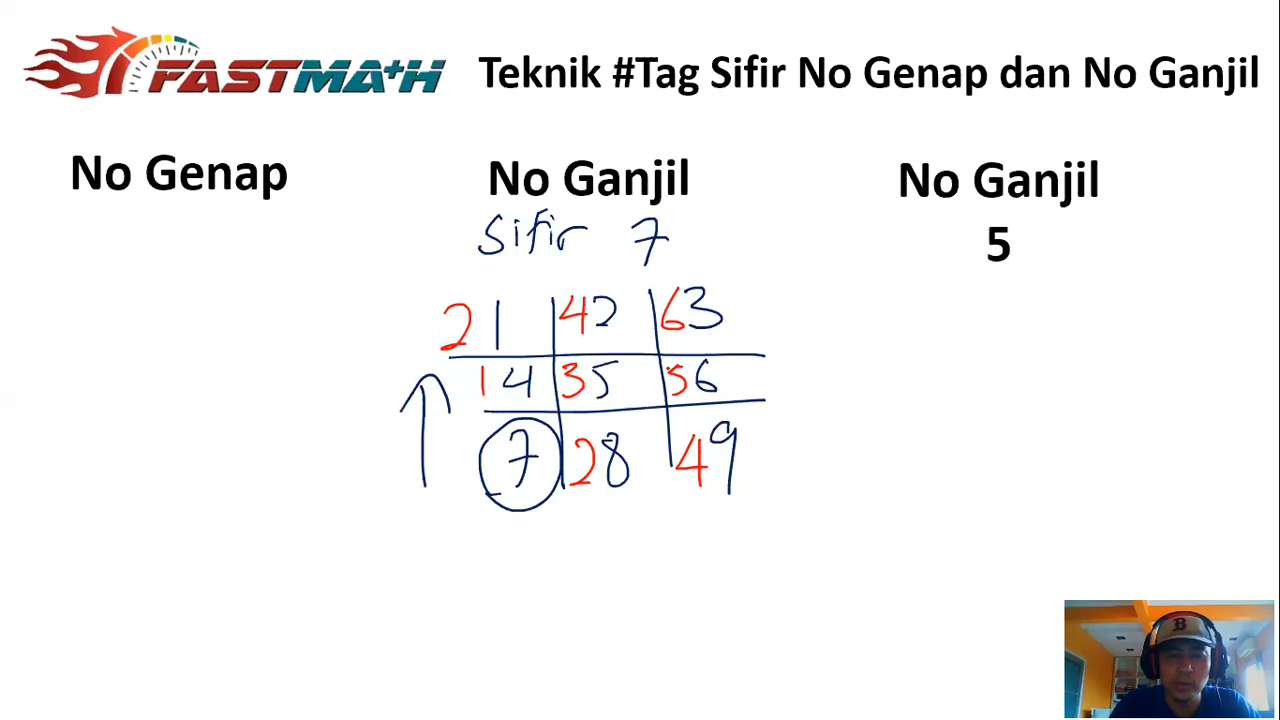 FASTMATH
Teknik #Tag Sifir No Genap dan No Ganjil
No Genap
No Ganjil
No Ganjil
Sifir 7
5
21 42 63
14 35 56
7 28 49
B